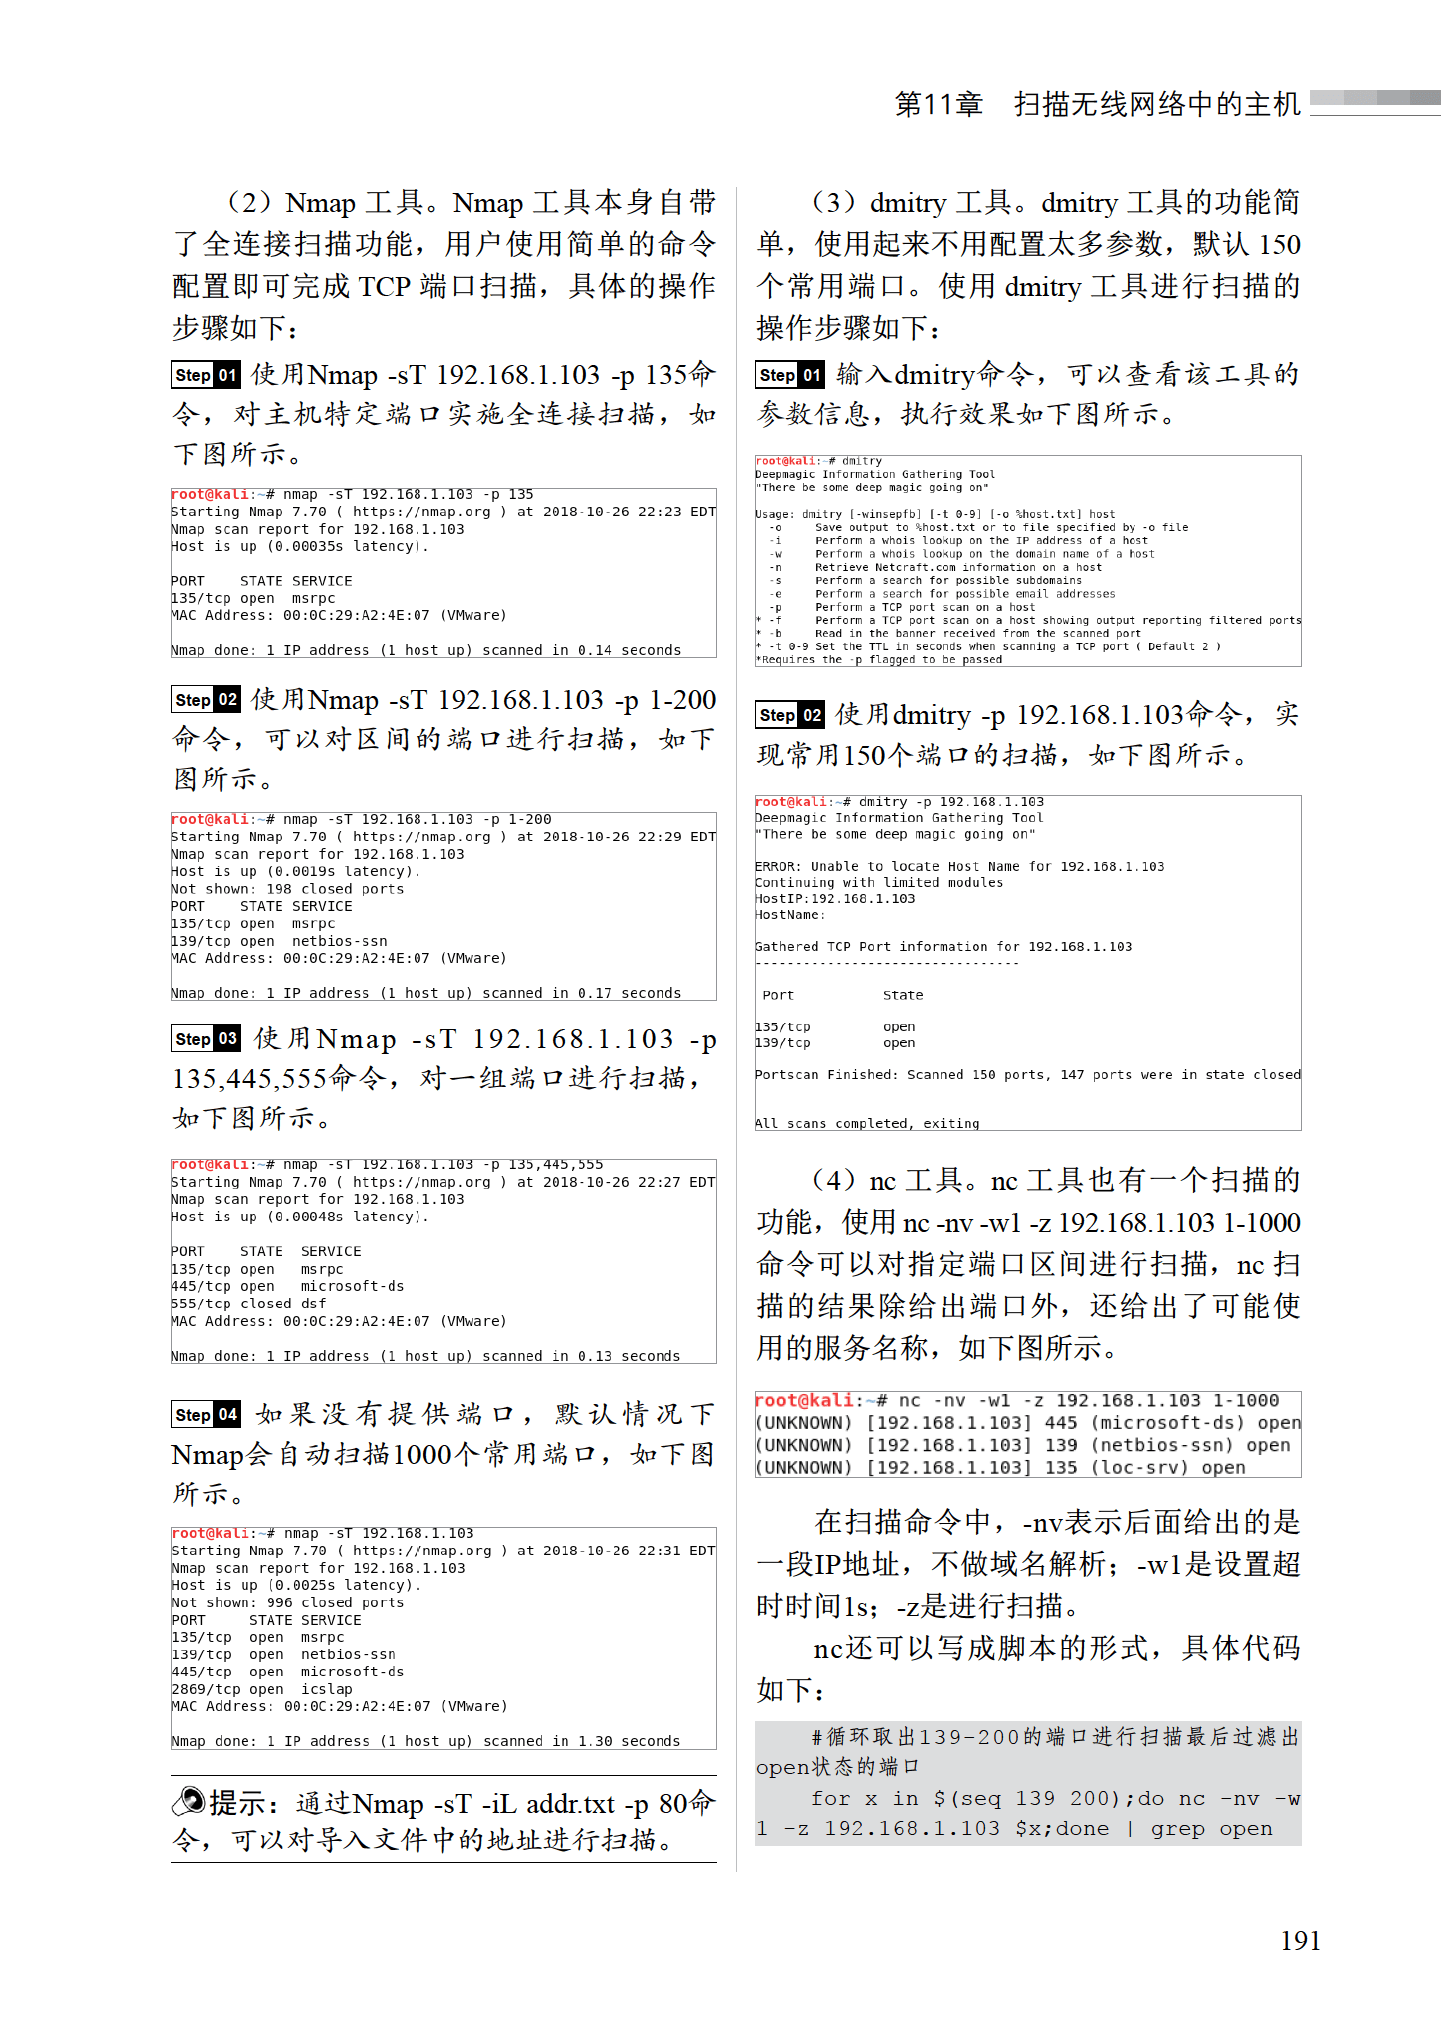 第11章 扫描无线网络中的主机
（2）Nmap 工具。Nmap 工具本身自带
了全连接扫描功能，用户使用简单的命令
配置即可完成 TCP 端口扫描，具体的操作
步骤如下：
Step 01 使用Nmap -sT 192.168.1.103 -p 135命
令，对主机特定端口实施全连接扫描，如
下图所示。
root@kali:~# nmap -sT 192.168.1.103 -p 135
Starting Nmap 7.70 ( https://nmap.org ) at 2018-10-26 22:23 EDT
Nmap scan report for 192.168.1.103
Host is up (0.00035s latency).
PORT    STATE SERVICE
135/tcp open  msrpc
MAC Address: 00:0C:29:A2:4E:07 (VMware)
Nmap done: 1 IP address (1 host up) scanned in 0.14 seconds
Step 02 使用Nmap -sT 192.168.1.103 -p 1-200
命令，可以对区间的端口进行扫描，如下
图所示。
root@kali:~# nmap -sT 192.168.1.103 -p 1-200
Starting Nmap 7.70 ( https://nmap.org ) at 2018-10-26 22:29 EDT
Nmap scan report for 192.168.1.103
Host is up (0.0019s latency).
Not shown: 198 closed ports
PORT    STATE SERVICE
135/tcp open  msrpc
139/tcp open  netbios-ssn
MAC Address: 00:0C:29:A2:4E:07 (VMware)
Nmap done: 1 IP address (1 host up) scanned in 0.17 seconds
Step 03 使用Nmap -sT 192.168.1.103 -p
135,445,555命令，对一组端口进行扫描，
如下图所示。
root@kali:~# nmap -sT 192.168.1.103 -p 135,445,555
Starting Nmap 7.70 ( https://nmap.org ) at 2018-10-26 22:27 EDT
Nmap scan report for 192.168.1.103
Host is up (0.00048s latency).
PORT    STATE  SERVICE
135/tcp open   msrpc
445/tcp open   microsoft-ds
555/tcp closed dsf
MAC Address: 00:0C:29:A2:4E:07 (VMware)
Nmap done: 1 IP address (1 host up) scanned in 0.13 seconds
Step 04 如果没有提供端口，默认情况下
Nmap会自动扫描1000个常用端口，如下图
所示。
root@kali:~# nmap -sT 192.168.1.103
Starting Nmap 7.70 ( https://nmap.org ) at 2018-10-26 22:31 EDT
Nmap scan report for 192.168.1.103
Host is up (0.0025s latency).
Not shown: 996 closed ports
PORT     STATE SERVICE
135/tcp  open  msrpc
139/tcp  open  netbios-ssn
445/tcp  open  microsoft-ds
2869/tcp open  icslap
MAC Address: 00:0C:29:A2:4E:07 (VMware)
Nmap done: 1 IP address (1 host up) scanned in 1.30 seconds
提示：通过Nmap -sT -iL addr.txt -p 80命
令，可以对导入文件中的地址进行扫描。
（3）dmitry 工具。dmitry 工具的功能简
单，使用起来不用配置太多参数，默认 150
个常用端口。使用 dmitry 工具进行扫描的
操作步骤如下：
Step 01 输入dmitry命令，可以查看该工具的
参数信息，执行效果如下图所示。
root@kali:~# dmitry
Deepmagic Information Gathering Tool
"There be some deep magic going on"
Usage: dmitry [-winsepfb] [-t 0-9] [-o %host.txt] host
  -o     Save output to %host.txt or to file specified by -o file
  -i     Perform a whois lookup on the IP address of a host
  -w     Perform a whois lookup on the domain name of a host
  -n     Retrieve Netcraft.com information on a host
  -s     Perform a search for possible subdomains
  -e     Perform a search for possible email addresses
  -p     Perform a TCP port scan on a host
* -f     Perform a TCP port scan on a host showing output reporting filtered ports
* -b     Read in the banner received from the scanned port
* -t 0-9 Set the TTL in seconds when scanning a TCP port ( Default 2 )
*Requires the -p flagged to be passed
Step 02 使用dmitry -p 192.168.1.103命令，实
现常用150个端口的扫描，如下图所示。
root@kali:~# dmitry -p 192.168.1.103
Deepmagic Information Gathering Tool
"There be some deep magic going on"
ERROR: Unable to locate Host Name for 192.168.1.103
Continuing with limited modules
HostIP:192.168.1.103
HostName:
Gathered TCP Port information for 192.168.1.103
---------------------------------
 Port           State
135/tcp         open
139/tcp         open
Portscan Finished: Scanned 150 ports, 147 ports were in state closed
All scans completed, exiting
（4）nc 工具。nc 工具也有一个扫描的
功能，使用 nc -nv -w1 -z 192.168.1.103 1-1000
命令可以对指定端口区间进行扫描，nc 扫
描的结果除给出端口外，还给出了可能使
用的服务名称，如下图所示。
root@kali:~# nc -nv -w1 -z 192.168.1.103 1-1000
(UNKNOWN) [192.168.1.103] 445 (microsoft-ds) open
(UNKNOWN) [192.168.1.103] 139 (netbios-ssn) open
(UNKNOWN) [192.168.1.103] 135 (loc-srv) open
在扫描命令中，-nv表示后面给出的是
一段IP地址，不做域名解析；-w1是设置超
时时间1s；-z是进行扫描。
nc还可以写成脚本的形式，具体代码
如下：
#循环取出139-200的端口进行扫描最后过滤出
open状态的端口
for x in $(seq 139 200);do nc -nv -w
1 -z 192.168.1.103 $x;done | grep open
191